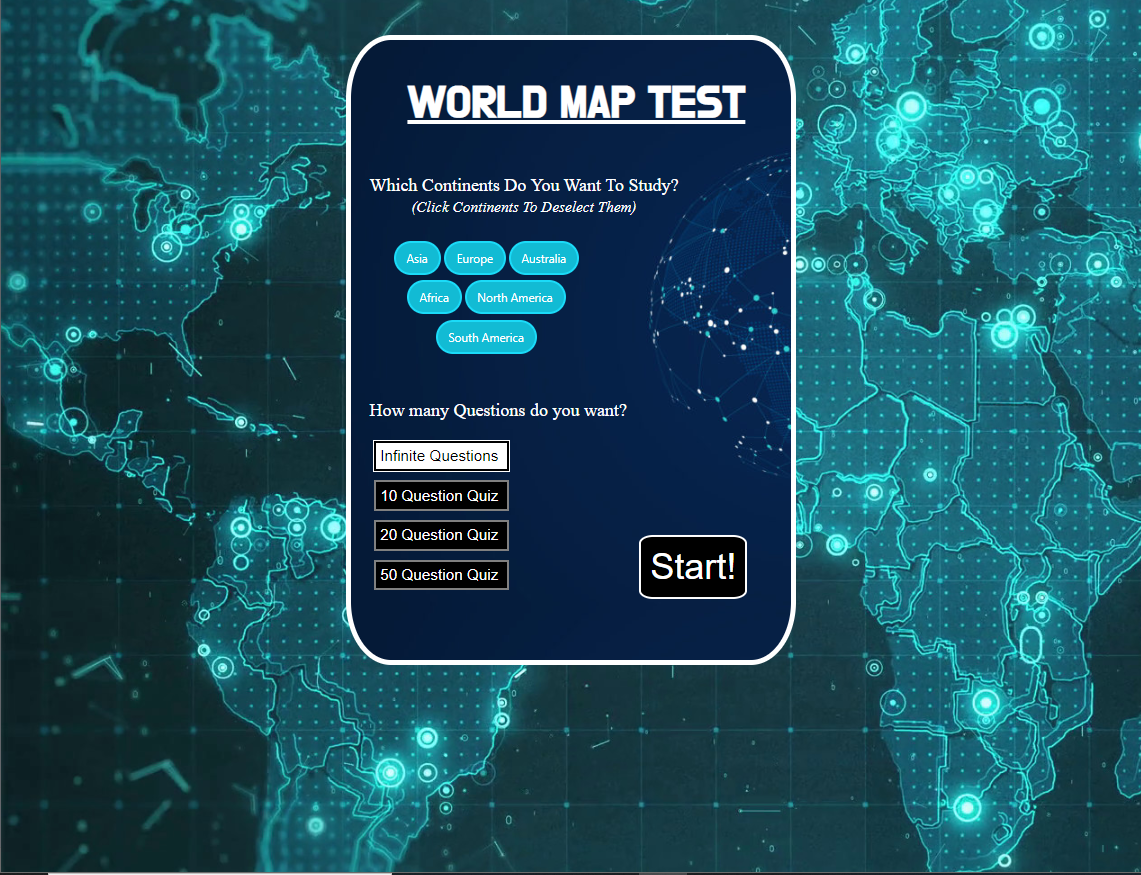 WORLD MAP TEST
Which Continents Do You Want To Study?
(Click Continents To Deselect Them)
Asia Europe Australia
Africa North America
South America
How many Questions do you want?
Infinite Questions
10 Question Quiz
20 Question Quiz
50 Question Quiz
Start!